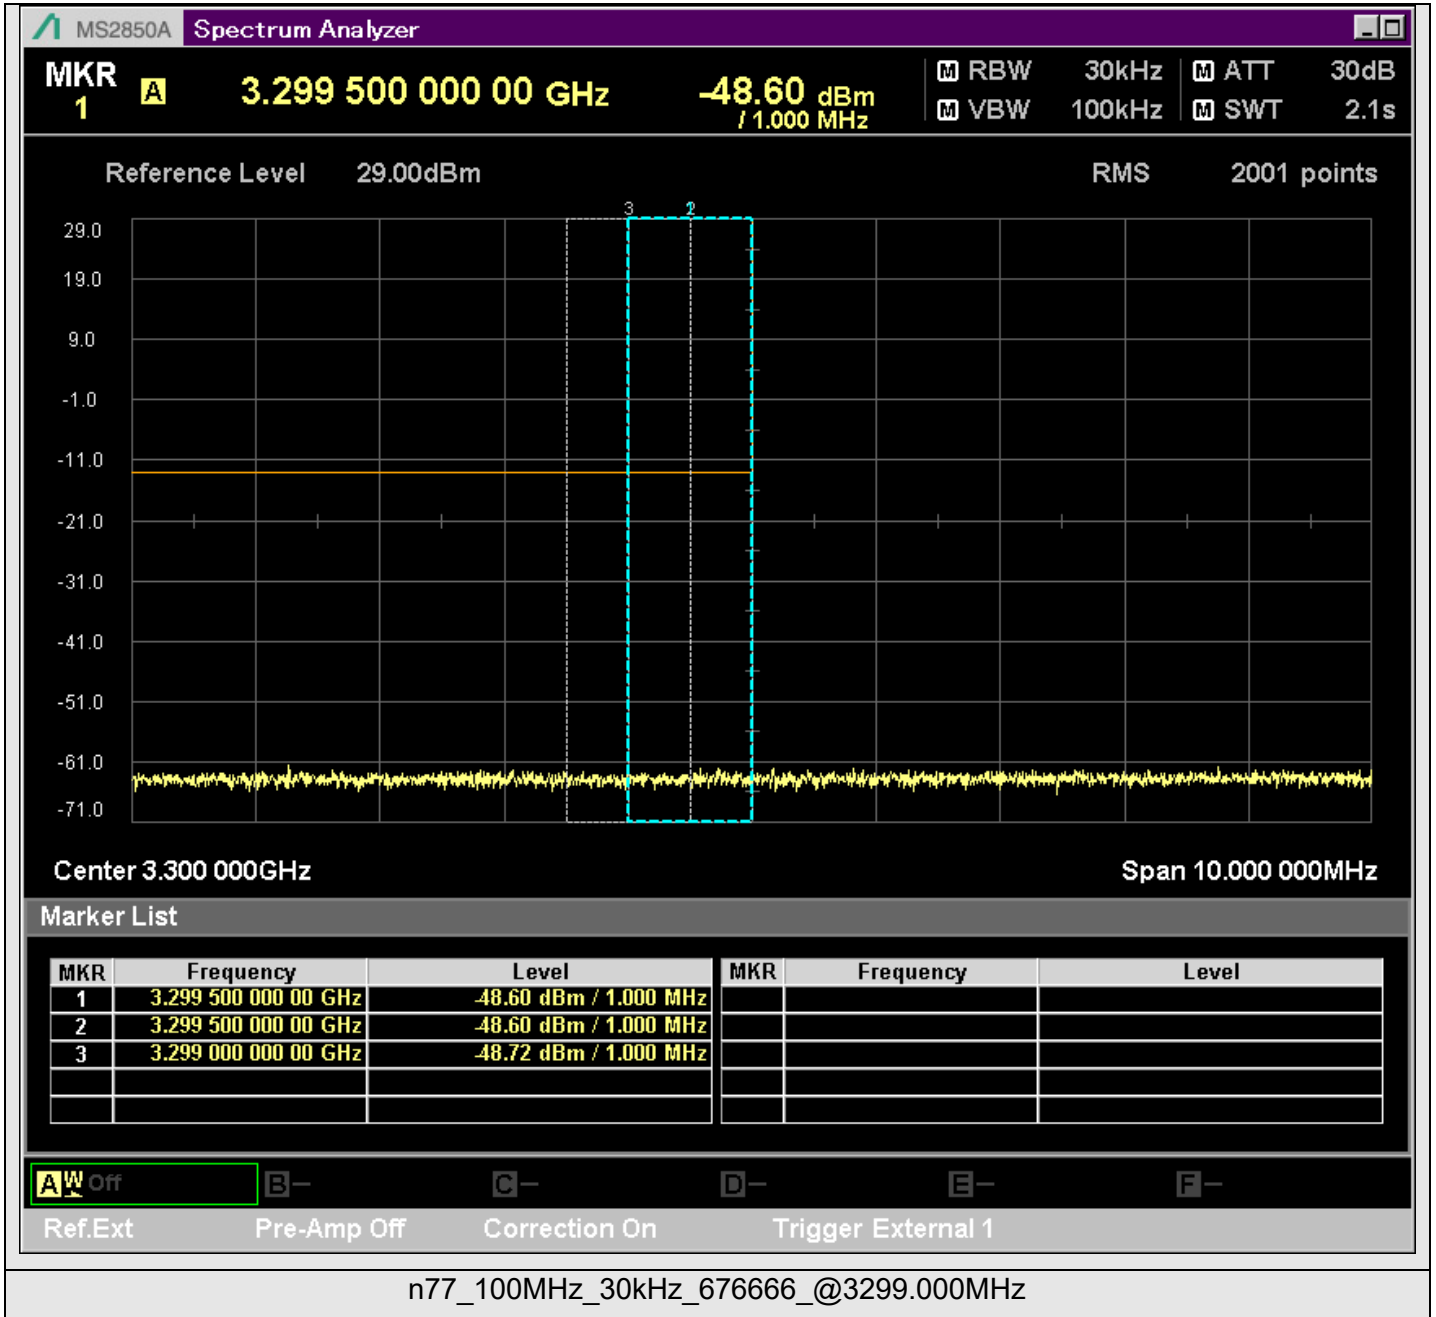 MS2850A Spectrum Analyzer
MKR 1 A 3.299 500 000 00 GHz -48.60 dBm / 1.000 MHz
M RBW 30kHz M ATT 30dB
M VBW 100kHz M SWT 2.1s
Reference Level 29.00dBm RMS 2001 points
3 2
29.0
19.0
9.0
-1.0
-11.0
-21.0
-31.0
-41.0
-51.0
-61.0
-71.0
Center 3.300 000GHz Span 10.000 000MHz
Marker List
MKR Frequency Level MKR Frequency Level
1 3.299 500 000 00 GHz -48.60 dBm / 1.000 MHz
2 3.299 500 000 00 GHz -48.60 dBm / 1.000 MHz
3 3.299 000 000 00 GHz -48.72 dBm / 1.000 MHz
A W Off B – C – D – E – F –
Ref.Ext Pre-Amp Off Correction On Trigger External 1
n77_100MHz_30kHz_676666_@3299.000MHz